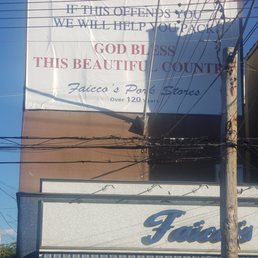 IF THIS OFFENDS YOU
WE WILL HELP YOU PACK!
GOD BLESS
THIS BEAUTIFUL COUNTRY
Faicco's Pork Stores
Over 120 Years
Faicco's